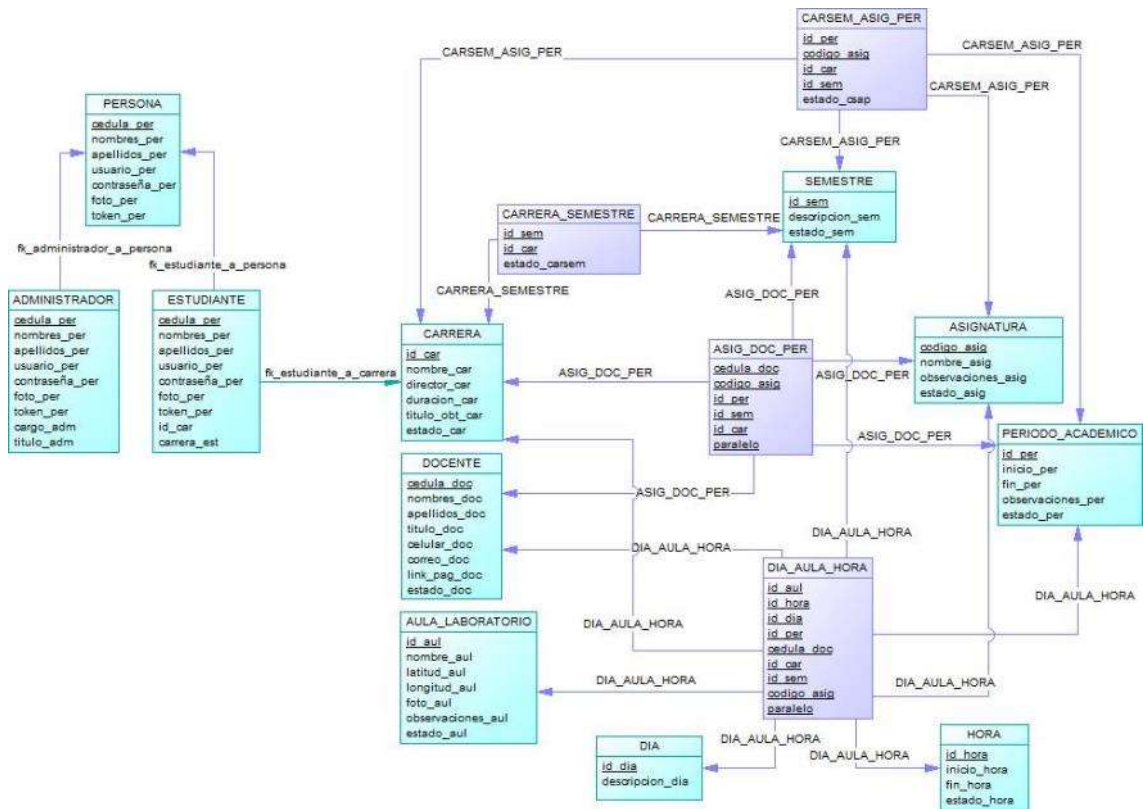 CARSEM_ASIG_PER
id_per
codigo_asig
id_car
id_sem
estado_csap
CARSEM_ASIG_PER
CARSEM_ASIG_PER
CARSEM_ASIG_PER
CARSEM_ASIG_PER
PERSONA
cedula_per
nombres_per
apellidos_per
usuario_per
contraseña_per
foto_per
token_per
SEMESTRE
id_sem
descripcion_sem
estado_sem
CARRERA_SEMESTRE
id_sem
id_car
estado_carsem
CARRERA_SEMESTRE
CARRERA_SEMESTRE
fk_administrador_a_persona
fk_estudiante_a_persona
ADMINISTRADOR
cedula_per
nombres_per
apellidos_per
usuario_per
contraseña_per
foto_per
token_per
cargo_adm
titulo_adm
ESTUDIANTE
cedula_per
nombres_per
apellidos_per
usuario_per
contraseña_per
foto_per
token_per
id_car
carrera_est
fk_estudiante_a_carrera
CARRERA
id_car
nombre_car
director_car
duracion_car
titulo_obt_car
estado_car
ASIG_DOC_PER
ASIG_DOC_PER
ASIG_DOC_PER
cedula_doc
codigo_asig
id_per
id_sem
id_car
paralelo
ASIG_DOC_PER
ASIG_DOC_PER
ASIG_DOC_PER
ASIGNATURA
codigo_asig
nombre_asig
observaciones_asig
estado_asig
PERIODO_ACADEMICO
id_per
inicio_per
fin_per
observaciones_per
estado_per
DOCENTE
cedula_doc
nombres_doc
apellidos_doc
titulo_doc
celular_doc
correo_doc
link_pag_doc
estado_doc
DIA_AULA_HORA
DIA_AULA_HORA
DIA_AULA_HORA
id_aul
id_hora
id_dia
id_per
cedula_doc
id_car
id_sem
codigo_asig
paralelo
DIA_AULA_HORA
AULA_LABORATORIO
id_aul
nombre_aul
latitud_aul
longitud_aul
foto_aul
observaciones_aul
estado_aul
DIA_AULA_HORA
DIA_AULA_HORA
DIA_AULA_HORA
DIA_AULA_HORA
DIA_AULA_HORA
DIA
id_dia
descripcion_dia
HORA
id_hora
inicio_hora
fin_hora
estado_hora